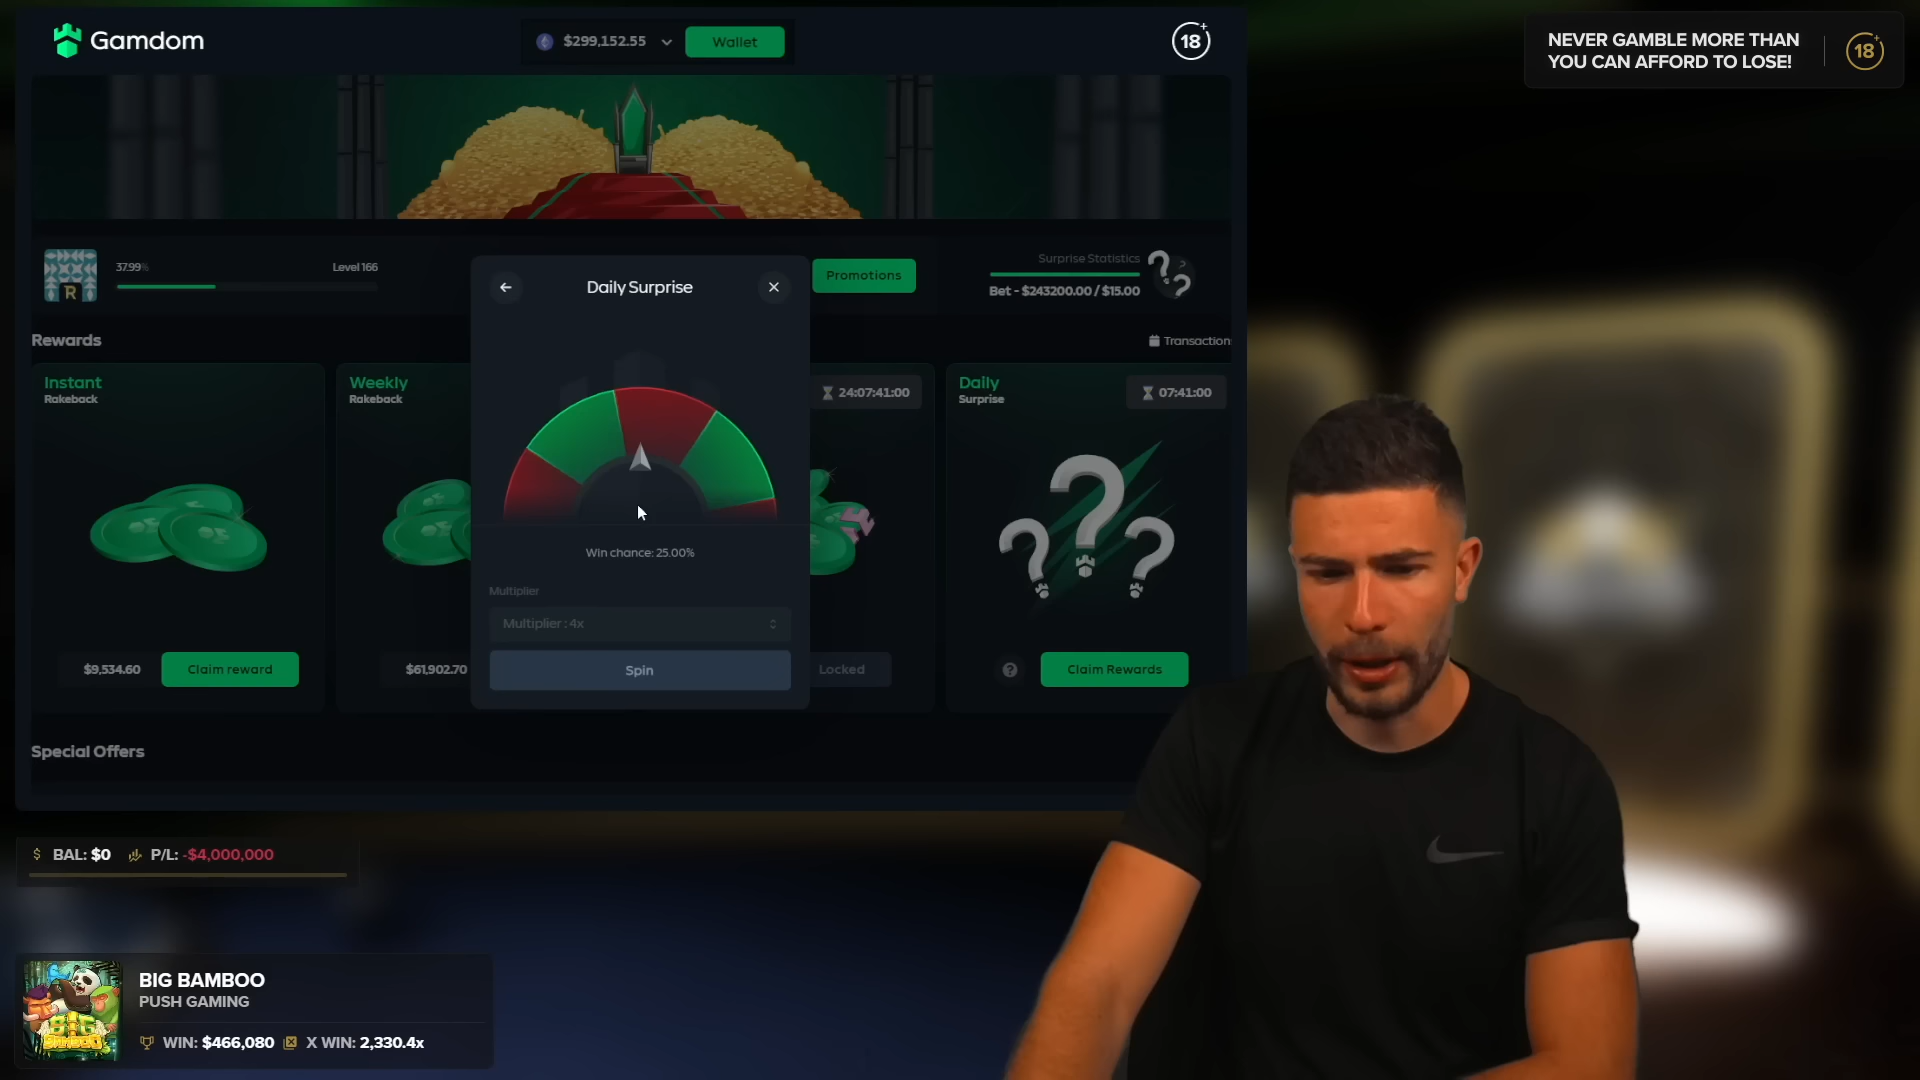 Gamdom
$299,152.55
Wallet
18+
NEVER GAMBLE MORE THAN
YOU CAN AFFORD TO LOSE!
18+
37.99%
Level 166
R
Daily Surprise
Promotions
Surprise Statistics
Bet - $243200.00 / $15.00
Rewards
Transaction
Instant
Rakeback
Weekly
Rakeback
24:07:41:00
Daily
Surprise
07:41:00
Win chance: 25.00%
Multiplier
Multiplier : 4x
Spin
$9,534.60
Claim reward
$61,902.70
Locked
Claim Rewards
Special Offers
BAL: $0
P/L: -$4,000,000
BIG BAMBOO
BIG BAMBOO
PUSH GAMING
WIN: $466,080
X WIN: 2,330.4x